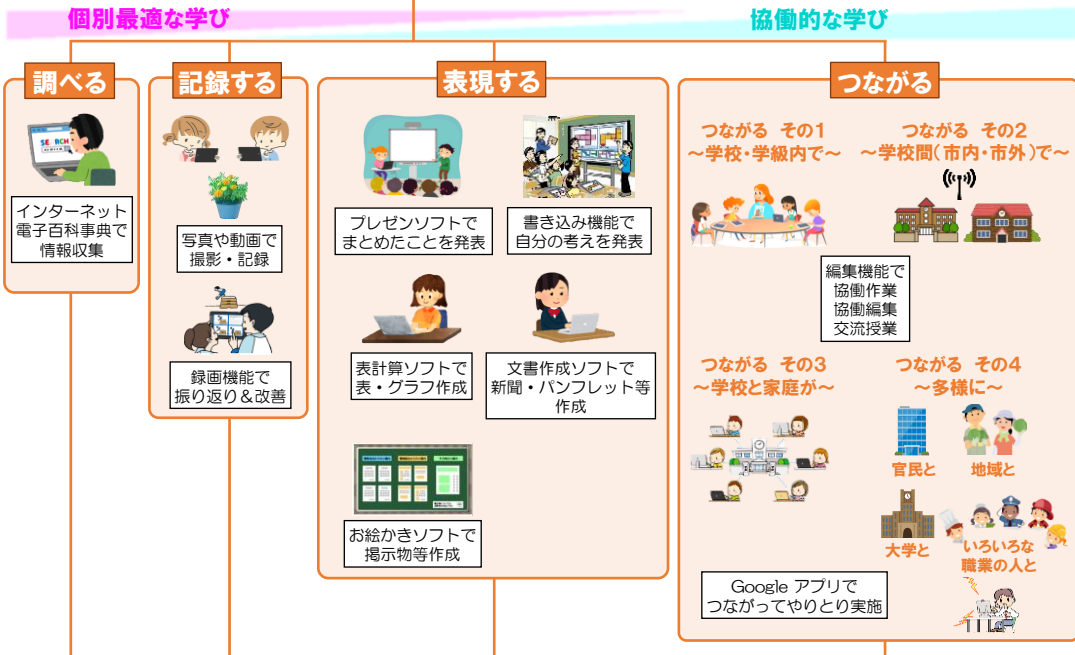 個別最適な学び
協働的な学び
調べる
SEARCH
インターネット
電子百科事典で
情報収集
記録する
写真や動画で
撮影・記録
録画機能で
振り返り＆改善
表現する
プレゼンソフトで
まとめたことを発表
書き込み機能で
自分の考えを発表
表計算ソフトで
表・グラフ作成
文書作成ソフトで
新聞・パンフレット等
作成
お絵かきソフトで
掲示物等作成
つながる
つながる その1
～学校・学級内で～
つながる その2
～学校間(市内・市外)で～
編集機能で
協働作業
協働編集
交流授業
つながる その3
～学校と家庭が～
つながる その4
～多様に～
官民と
地域と
大学と
いろいろな
職業の人と
Google アプリで
つながってやりとり実施